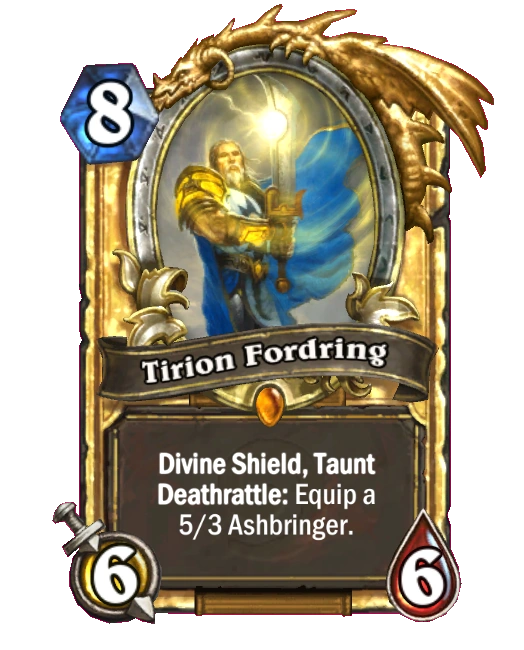 8
Tirion Fordring
Divine Shield, Taunt
Deathrattle: Equip a
5/3 Ashbringer.
6
6